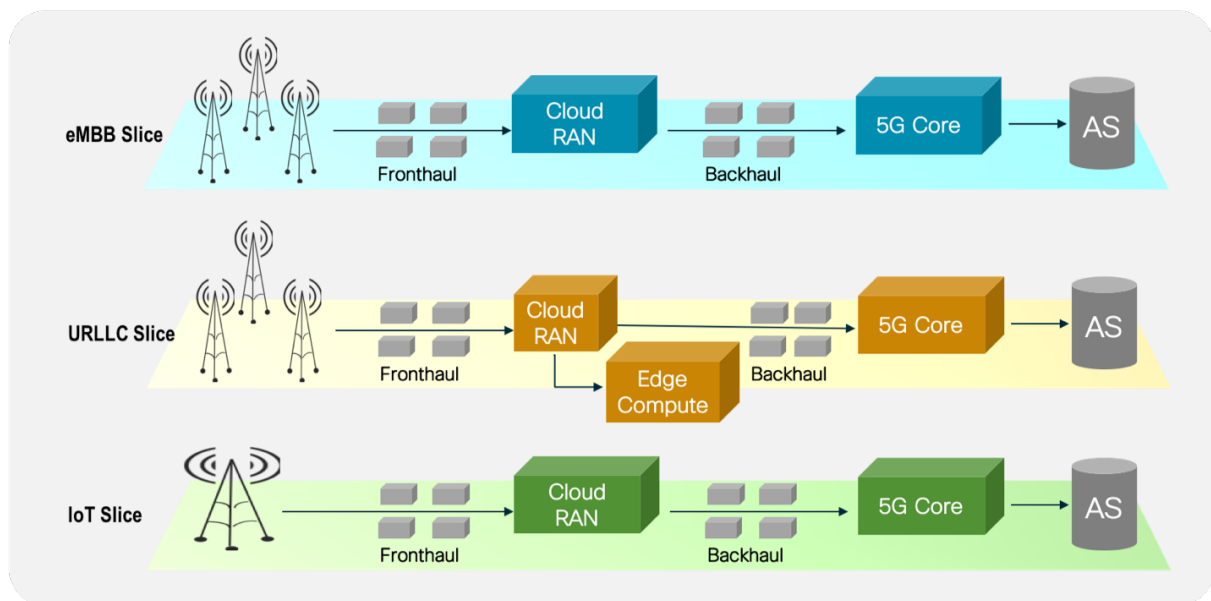 eMBB Slice
Fronthaul
Cloud
RAN
Backhaul
5G Core
AS
URLLC Slice
Fronthaul
Cloud
RAN
Edge
Compute
Backhaul
5G Core
AS
IoT Slice
Fronthaul
Cloud
RAN
Backhaul
5G Core
AS